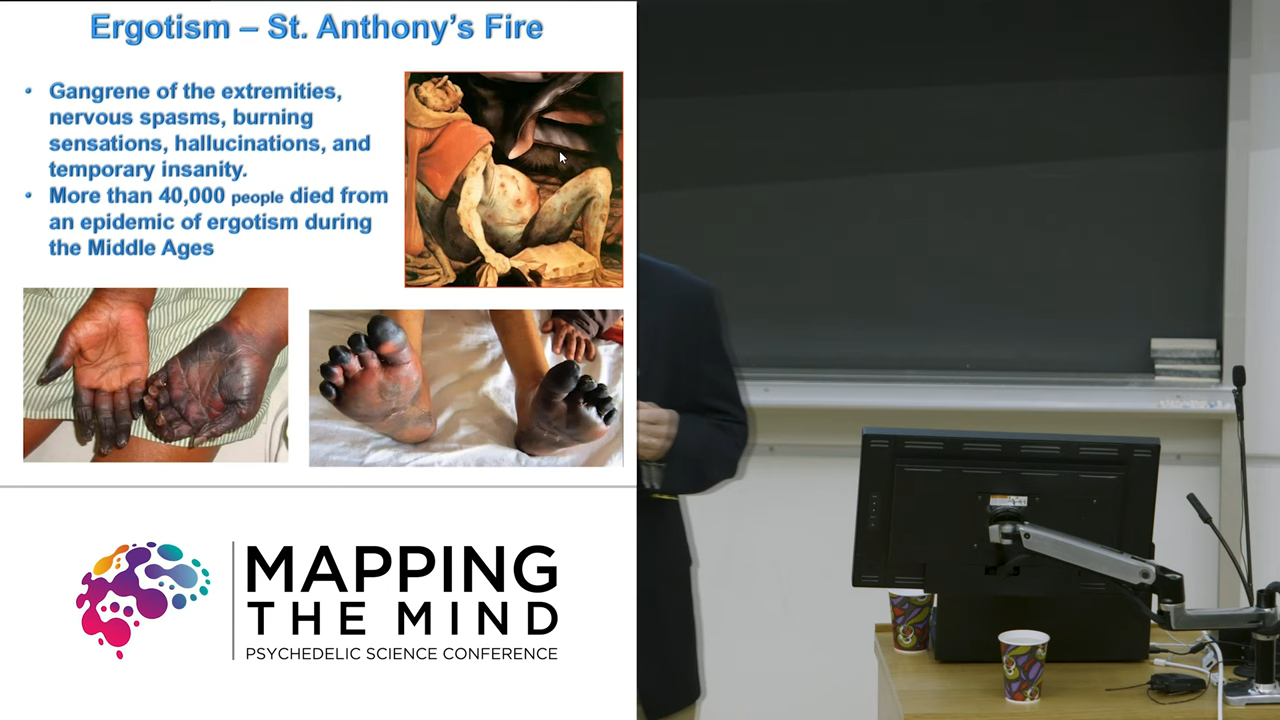 Ergotism – St. Anthony's Fire
• Gangrene of the extremities,
nervous spasms, burning
sensations, hallucinations, and
temporary insanity.
• More than 40,000 people died from
an epidemic of ergotism during
the Middle Ages
MAPPING
THE MIND
PSYCHEDELIC SCIENCE CONFERENCE